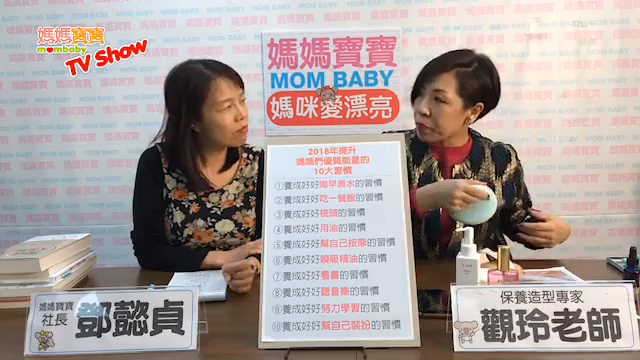 媽媽寶寶
mombaby
TV Show
媽媽寶寶
MOM BABY
媽咪愛漂亮
2018年提升
媽媽們優質能量的
10大習慣
①養成好好喝早晨水的習慣
②養成好好吃一餐飯的習慣
③養成好好梳頭的習慣
④養成好好用油的習慣
⑤養成好好幫自己按摩的習慣
⑥養成好好嗅吸精油的習慣
⑦養成好好看書的習慣
⑧養成好好聽音樂的習慣
⑨養成好好努力學習的習慣
⑩養成好好幫自己裝扮的習慣
媽媽寶寶
社長
鄧懿貞
保養造型專家
觀玲老師